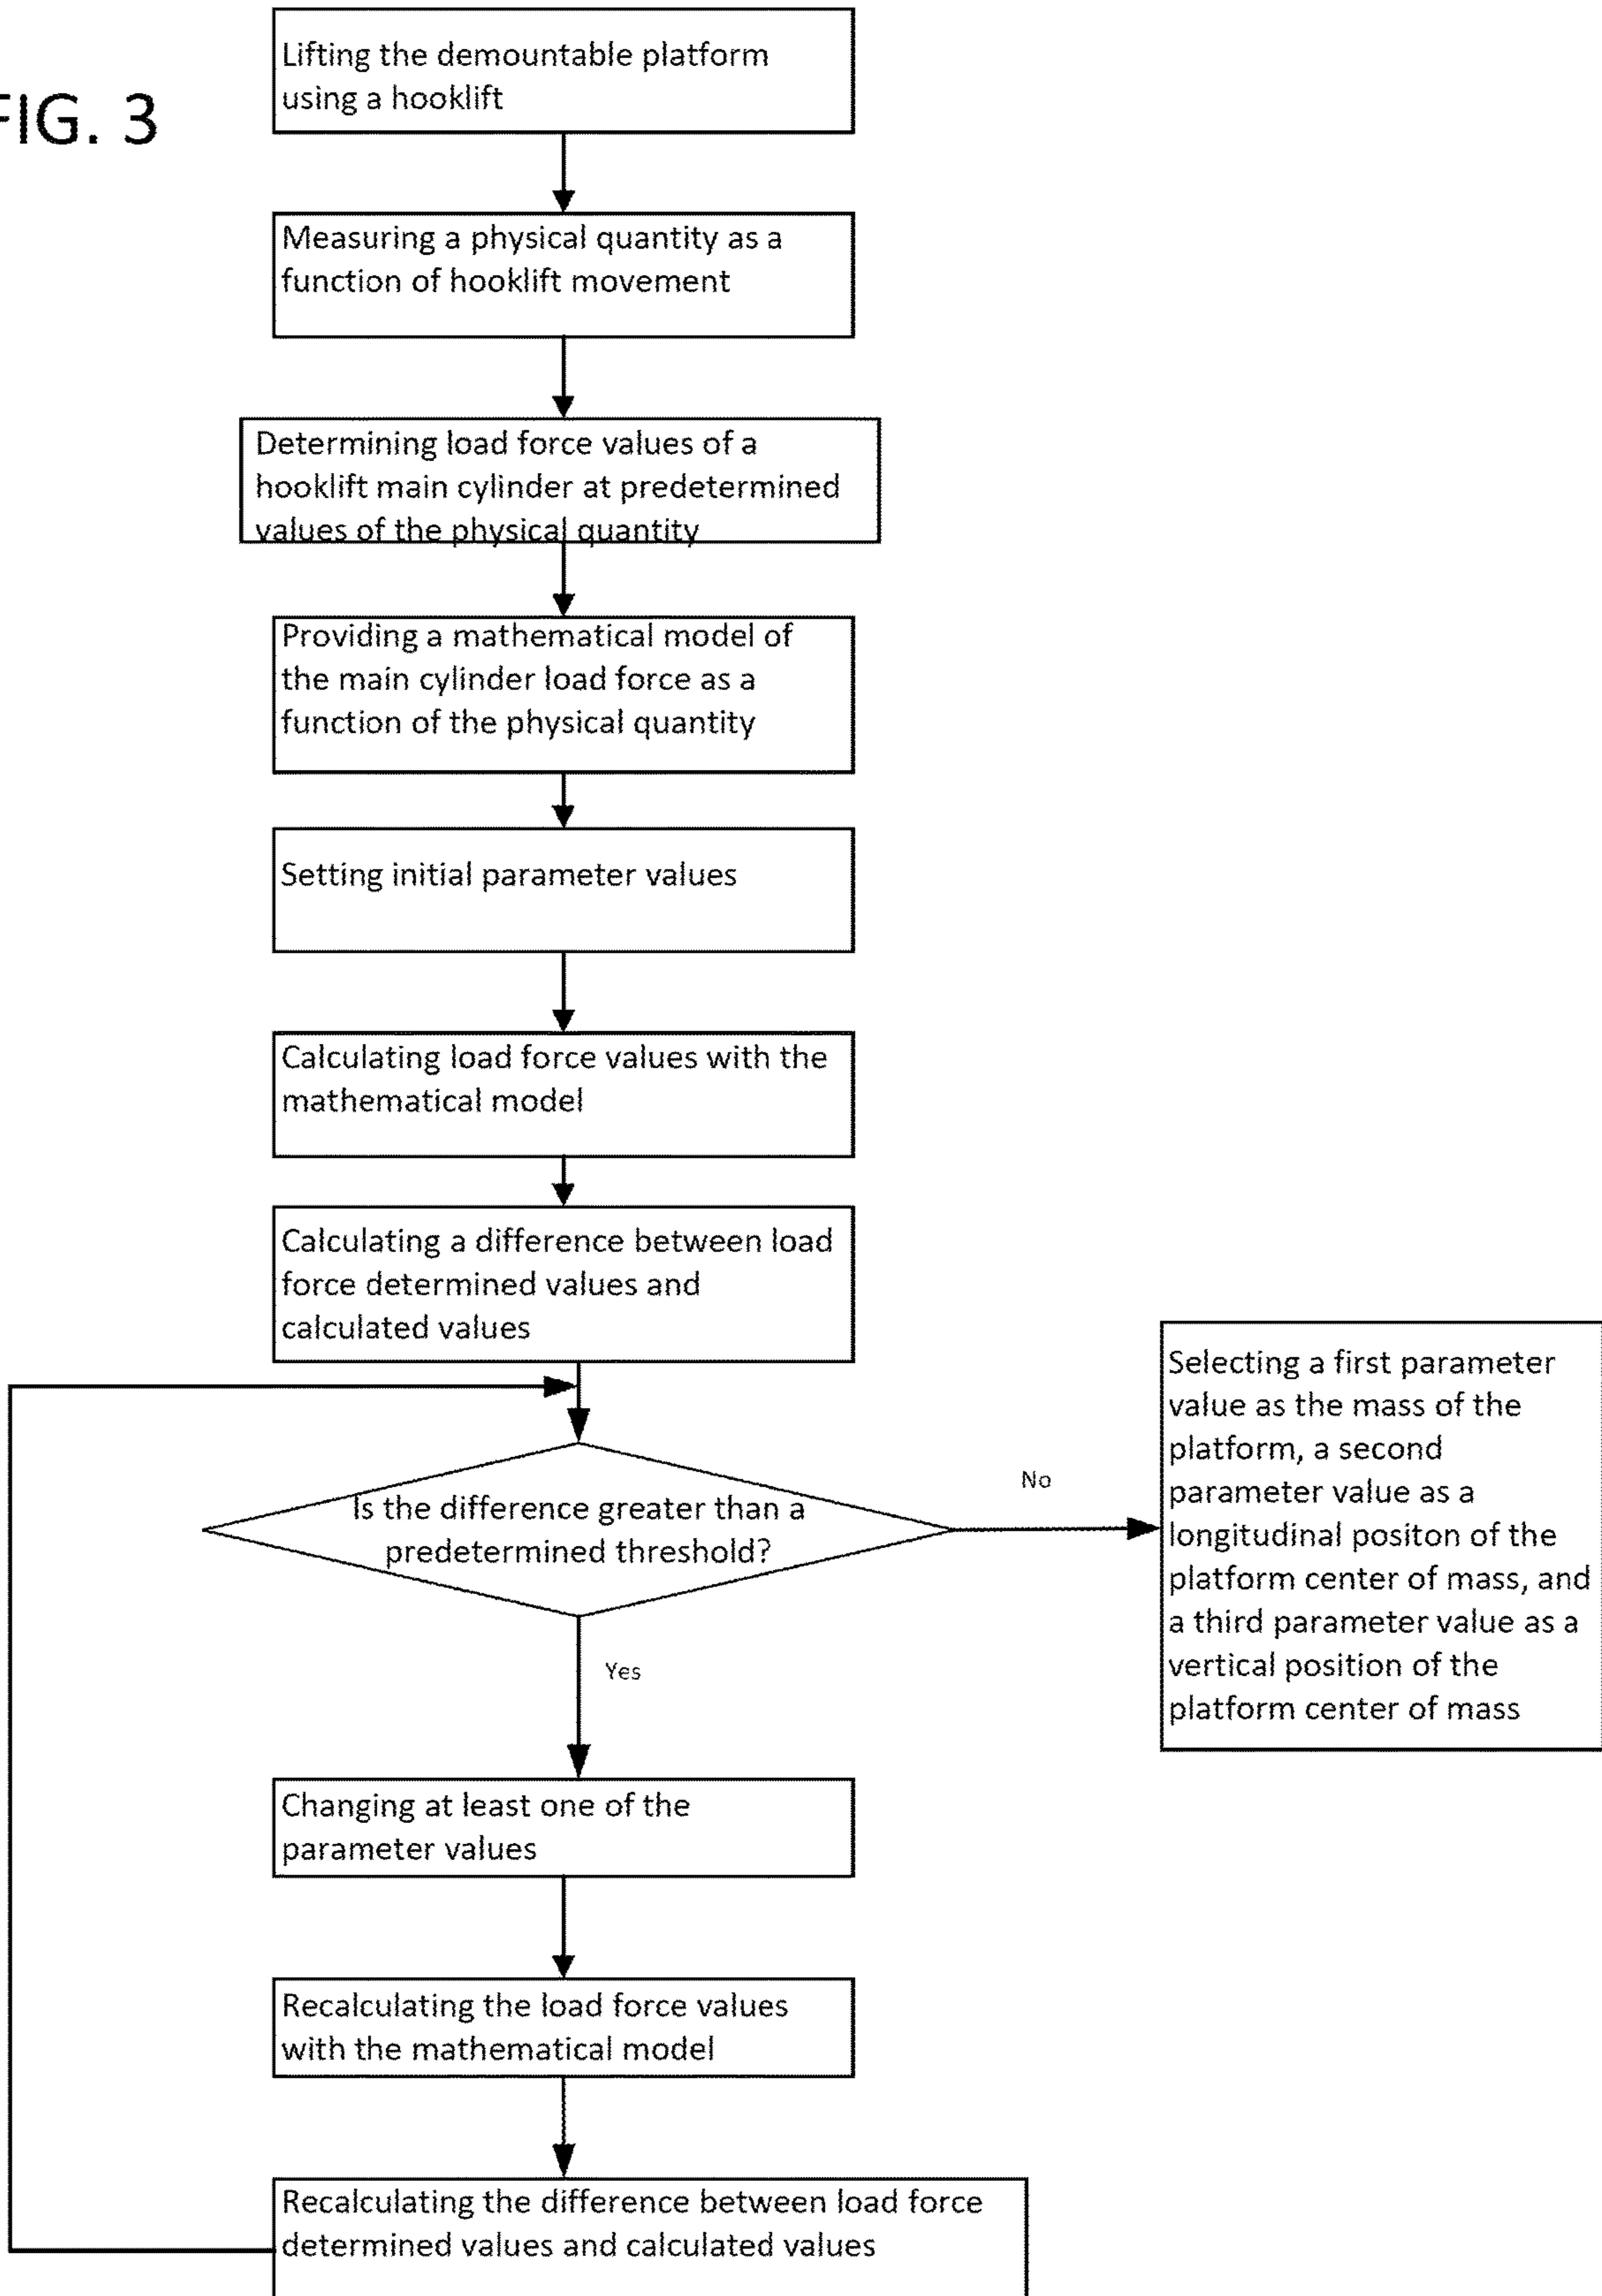 FIG. 3
Lifting the demountable platform
using a hooklift
Measuring a physical quantity as a
function of hooklift movement
Determining load force values of a
hooklift main cylinder at predetermined
values of the physical quantity
Providing a mathematical model of
the main cylinder load force as a
function of the physical quantity
Setting initial parameter values
Calculating load force values with the
mathematical model
Calculating a difference between load
force determined values and
calculated values
Is the difference greater than a
predetermined threshold?
No
Selecting a first parameter
value as the mass of the
platform, a second
parameter value as a
longitudinal positon of the
platform center of mass, and
a third parameter value as a
vertical position of the
platform center of mass
Yes
Changing at least one of the
parameter values
Recalculating the load force values
with the mathematical model
Recalculating the difference between load force
determined values and calculated values